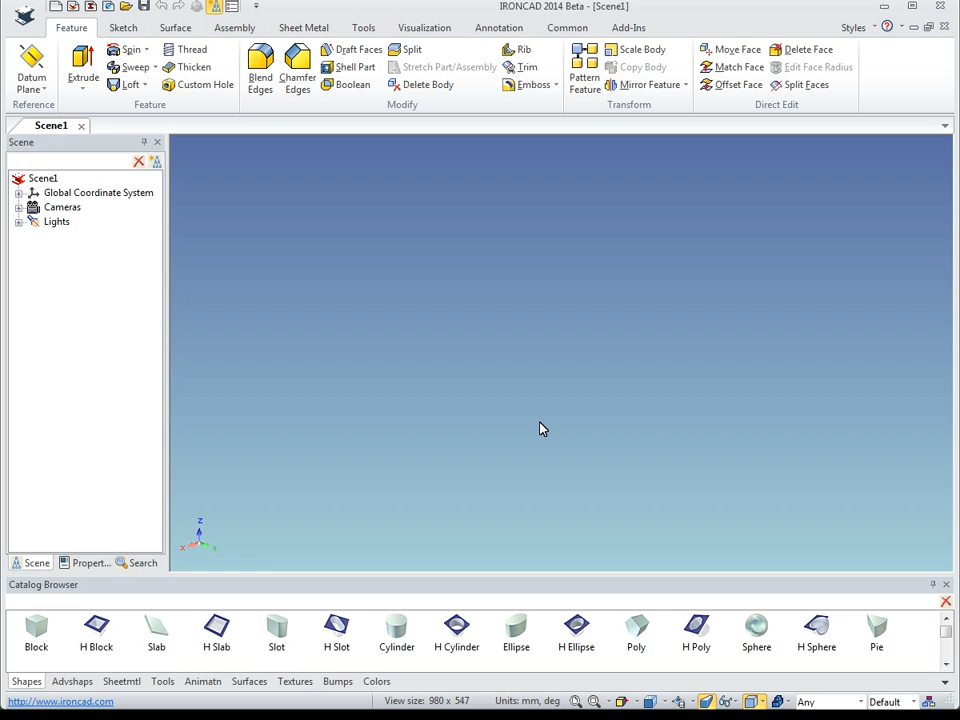 IRONCAD 2014 Beta - [Scene1]
Feature Sketch Surface Assembly Sheet Metal Tools Visualization Annotation Common Add-Ins Styles
Datum Plane
Reference
Extrude
Spin
Sweep
Loft
Thread
Thicken
Custom Hole
Feature
Blend Edges
Chamfer Edges
Draft Faces
Shell Part
Boolean
Split
Stretch Part/Assembly
Delete Body
Rib
Trim
Emboss
Modify
Pattern Feature
Scale Body
Copy Body
Mirror Feature
Transform
Move Face
Match Face
Offset Face
Delete Face
Edit Face Radius
Split Faces
Direct Edit
Scene1
Scene
Scene1
Global Coordinate System
Cameras
Lights
Z
X
Y
Scene Propert... Search
Catalog Browser
Block H Block Slab H Slab Slot H Slot Cylinder H Cylinder Ellipse H Ellipse Poly H Poly Sphere H Sphere Pie
Shapes Advshaps Sheetmtl Tools Animatn Surfaces Textures Bumps Colors
http://www.ironcad.com View size: 980 x 547 Units: mm, deg Any Default